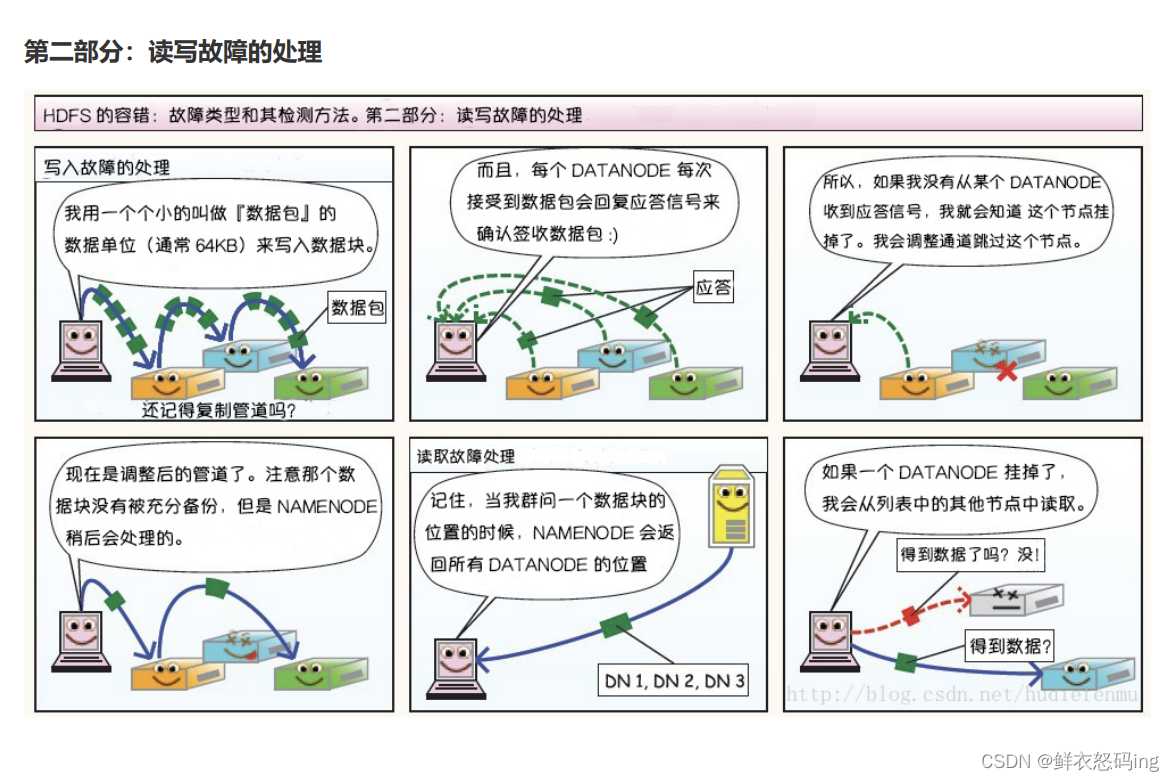 第二部分：读写故障的处理
HDFS 的容错：故障类型和其检测方法。第二部分：读写故障的处理
写入故障的处理
我用一个个小的叫做『数据包』的
数据单位（通常 64KB）来写入数据块。
数据包
还记得复制管道吗？
而且，每个 DATANODE 每次
接受到数据包会回复应答信号来
确认签收数据包 :)
应答
所以，如果我没有从某个 DATANODE
收到应答信号，我就会知道 这个节点挂
掉了。我会调整通道跳过这个节点。
现在是调整后的管道了。注意那个数
据块没有被充分备份，但是 NAMENODE
稍后会处理的。
读取故障处理
记住，当我群问一个数据块的
位置的时候，NAMENODE 会返
回所有 DATANODE 的位置
DN 1, DN 2, DN 3
如果一个 DATANODE 挂掉了，
我会从列表中的其他节点中读取。
得到数据了吗？没！
得到数据？
http://blog.csdn.net/hudiefenmu
CSDN @鲜衣怒码ing